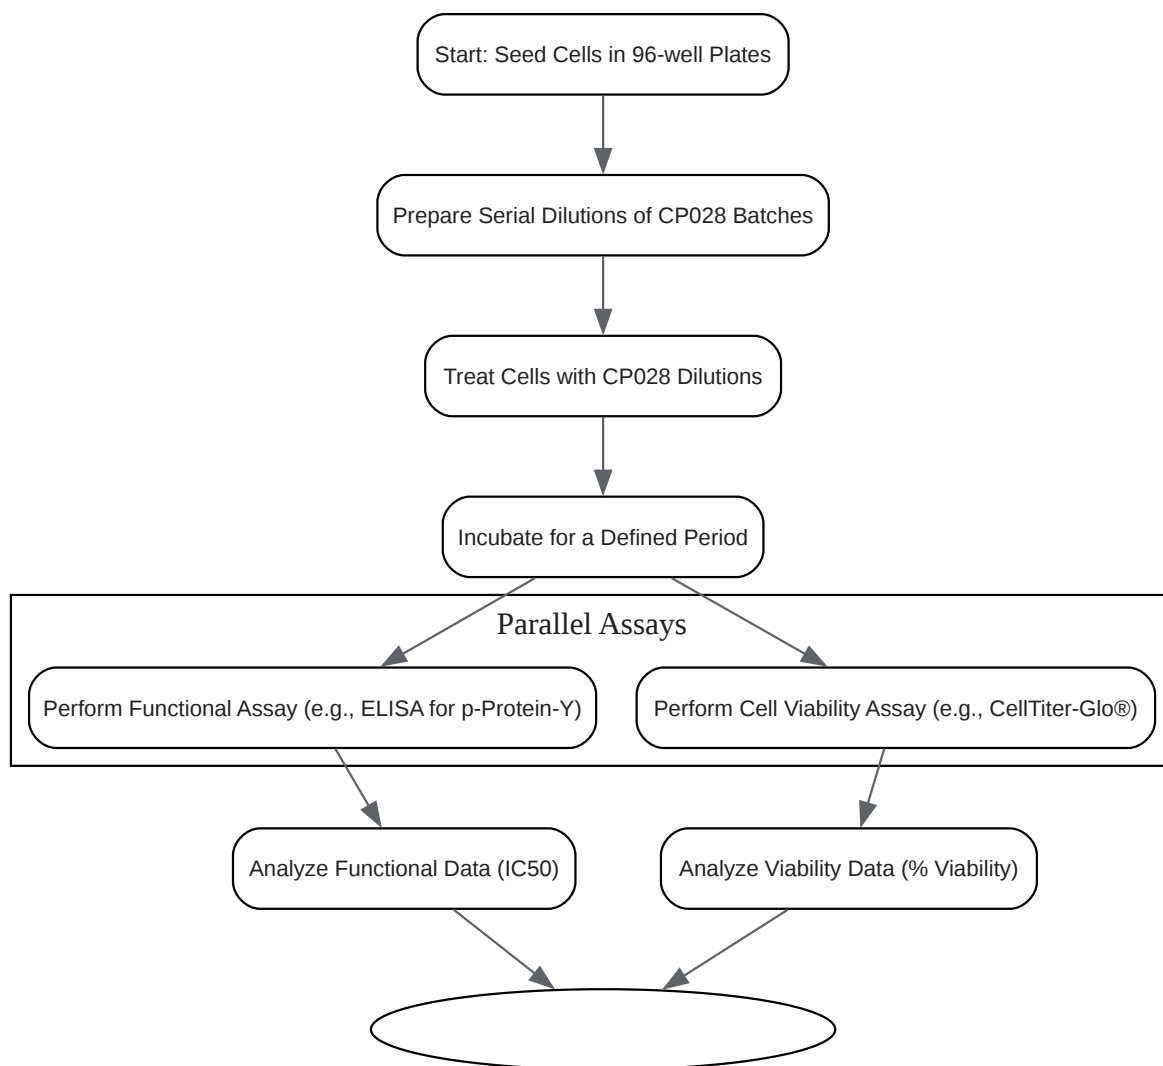 Start: Seed Cells in 96-well Plates
Prepare Serial Dilutions of CP028 Batches
Treat Cells with CP028 Dilutions
Incubate for a Defined Period
Parallel Assays
Perform Functional Assay (e.g., ELISA for p-Protein-Y)
Perform Cell Viability Assay (e.g., CellTiter-Glo®)
Analyze Functional Data (IC50)
Analyze Viability Data (% Viability)